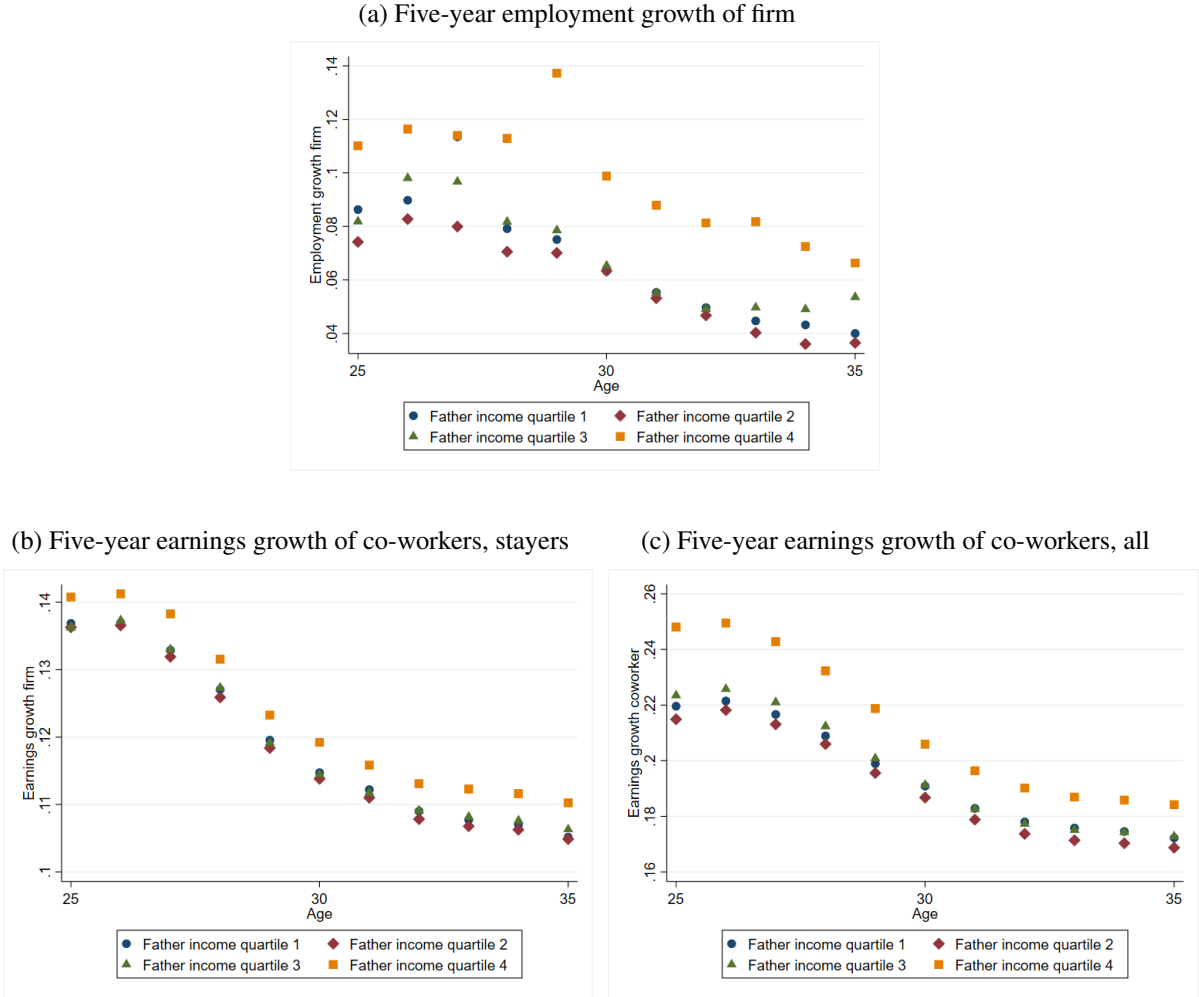 (a) Five-year employment growth of firm
Employment growth firm
.14
.12
.1
.08
.06
.04
25
30
35
Age
Father income quartile 1
Father income quartile 2
Father income quartile 3
Father income quartile 4
(b) Five-year earnings growth of co-workers, stayers
Earnings growth firm
.14
.13
.12
.11
.1
25
30
35
Age
Father income quartile 1
Father income quartile 2
Father income quartile 3
Father income quartile 4
(c) Five-year earnings growth of co-workers, all
Earnings growth coworker
.26
.24
.22
.2
.18
.16
25
30
35
Age
Father income quartile 1
Father income quartile 2
Father income quartile 3
Father income quartile 4